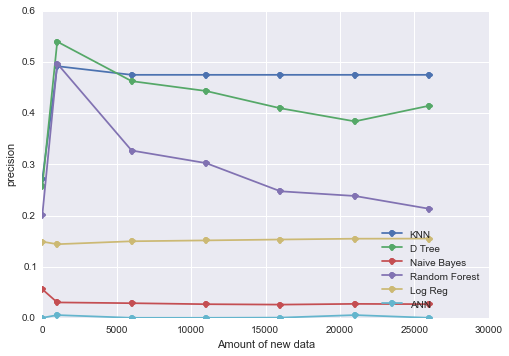 0.6
0.5
0.4
0.3
0.2
0.1
0.0
precision
0 5000 10000 15000 20000 25000 30000
Amount of new data
KNN
D Tree
Naive Bayes
Random Forest
Log Reg
ANN